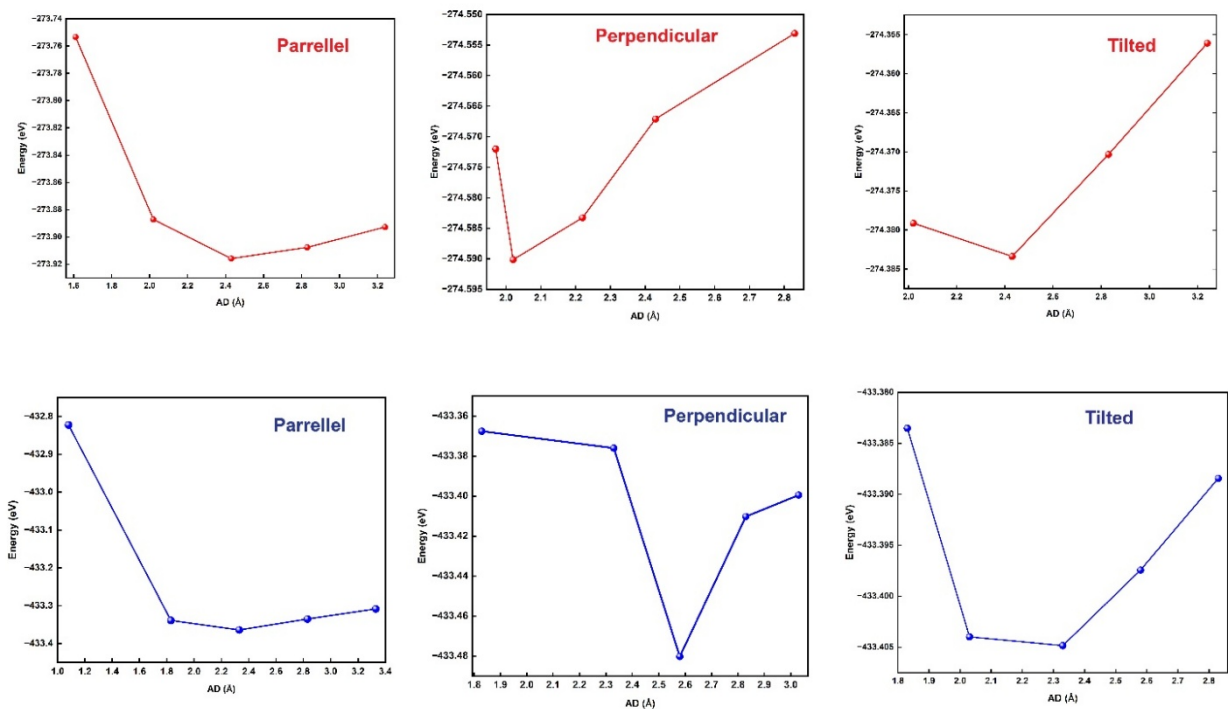 −273.74
−273.76
−273.78
−273.80
−273.82
−273.84
−273.86
−273.88
−273.90
−273.92
Energy (eV)
Parrellel
1.6 1.8 2.0 2.2 2.4 2.6 2.8 3.0 3.2
AD (Å)
−274.550
−274.555
−274.560
−274.565
−274.570
−274.575
−274.580
−274.585
−274.590
−274.595
Energy (eV)
Perpendicular
2.0 2.1 2.2 2.3 2.4 2.5 2.6 2.7 2.8
AD (Å)
−274.355
−274.360
−274.365
−274.370
−274.375
−274.380
−274.385
Energy (eV)
Tilted
2.0 2.2 2.4 2.6 2.8 3.0 3.2
AD (Å)
−432.8
−432.9
−433.0
−433.1
−433.2
−433.3
−433.4
Energy (eV)
Parrellel
1.0 1.2 1.4 1.6 1.8 2.0 2.2 2.4 2.6 2.8 3.0 3.2 3.4
AD (Å)
−433.36
−433.38
−433.40
−433.42
−433.44
−433.46
−433.48
Energy (eV)
Perpendicular
1.8 1.9 2.0 2.1 2.2 2.3 2.4 2.5 2.6 2.7 2.8 2.9 3.0
AD (Å)
−433.380
−433.385
−433.390
−433.395
−433.400
−433.405
Energy (eV)
Tilted
1.8 1.9 2.0 2.1 2.2 2.3 2.4 2.5 2.6 2.7 2.8
AD (Å)